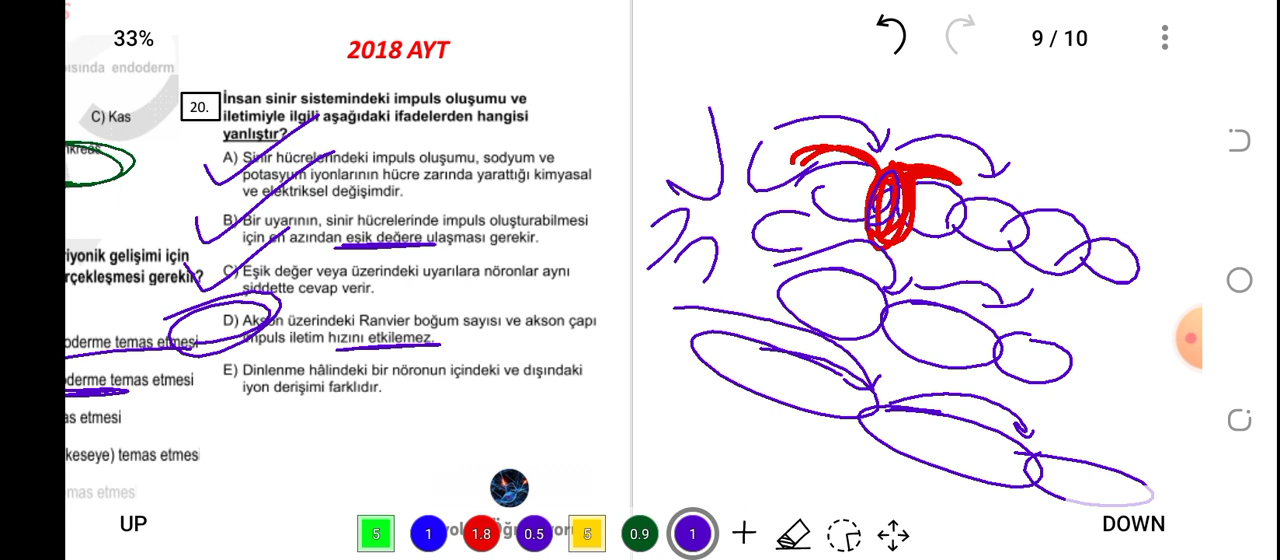 33%
9 / 10
2018 AYT
endoderm
C) Kas
20.
İnsan sinir sistemindeki impuls oluşumu ve
iletimiyle ilgili aşağıdaki ifadelerden hangisi
yanlıştır?
A) Sinir hücrelerindeki impuls oluşumu, sodyum ve
potasyum iyonlarının hücre zarında yarattığı kimyasal
ve elektriksel değişimdir.
B) Bir uyarının, sinir hücrelerinde impuls oluşturabilmesi
için en azından eşik değere ulaşması gerekir.
C) Eşik değer veya üzerindeki uyarılara nöronlar aynı
şiddette cevap verir.
D) Akson üzerindeki Ranvier boğum sayısı ve akson çapı
impuls iletim hızını etkilemez.
E) Dinlenme hâlindeki bir nöronun içindeki ve dışındaki
iyon derişimi farklıdır.
riyonik gelişimi için
rçekleşmesi gerekir?
oderme temas etmesi
derme temas etmesi
as etmesi
keseye) temas etmesi
mas etmesi
UP
DOWN
5
1
1.8
0.5
5
0.9
1